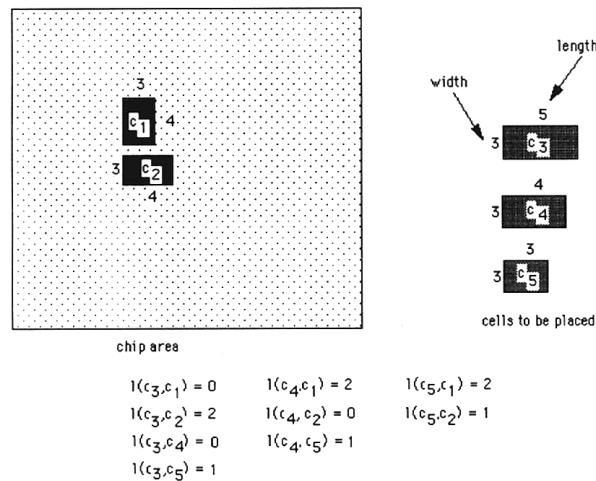 length
width
3
5
c1
4
3
c3
3
c2
4
4
3
c4
3
3
c5
cells to be placed
chip area
l(c3,c1) = 0
l(c4,c1) = 2
l(c5,c1) = 2
l(c3,c2) = 2
l(c4,c2) = 0
l(c5,c2) = 1
l(c3,c4) = 0
l(c4,c5) = 1
l(c3,c5) = 1